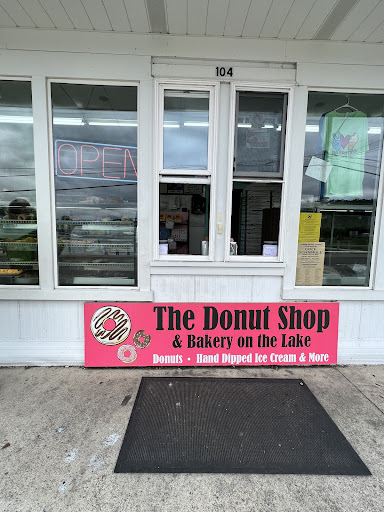 104
OPEN
The Donut Shop
& Bakery on the Lake
Donuts • Hand Dipped Ice Cream & More